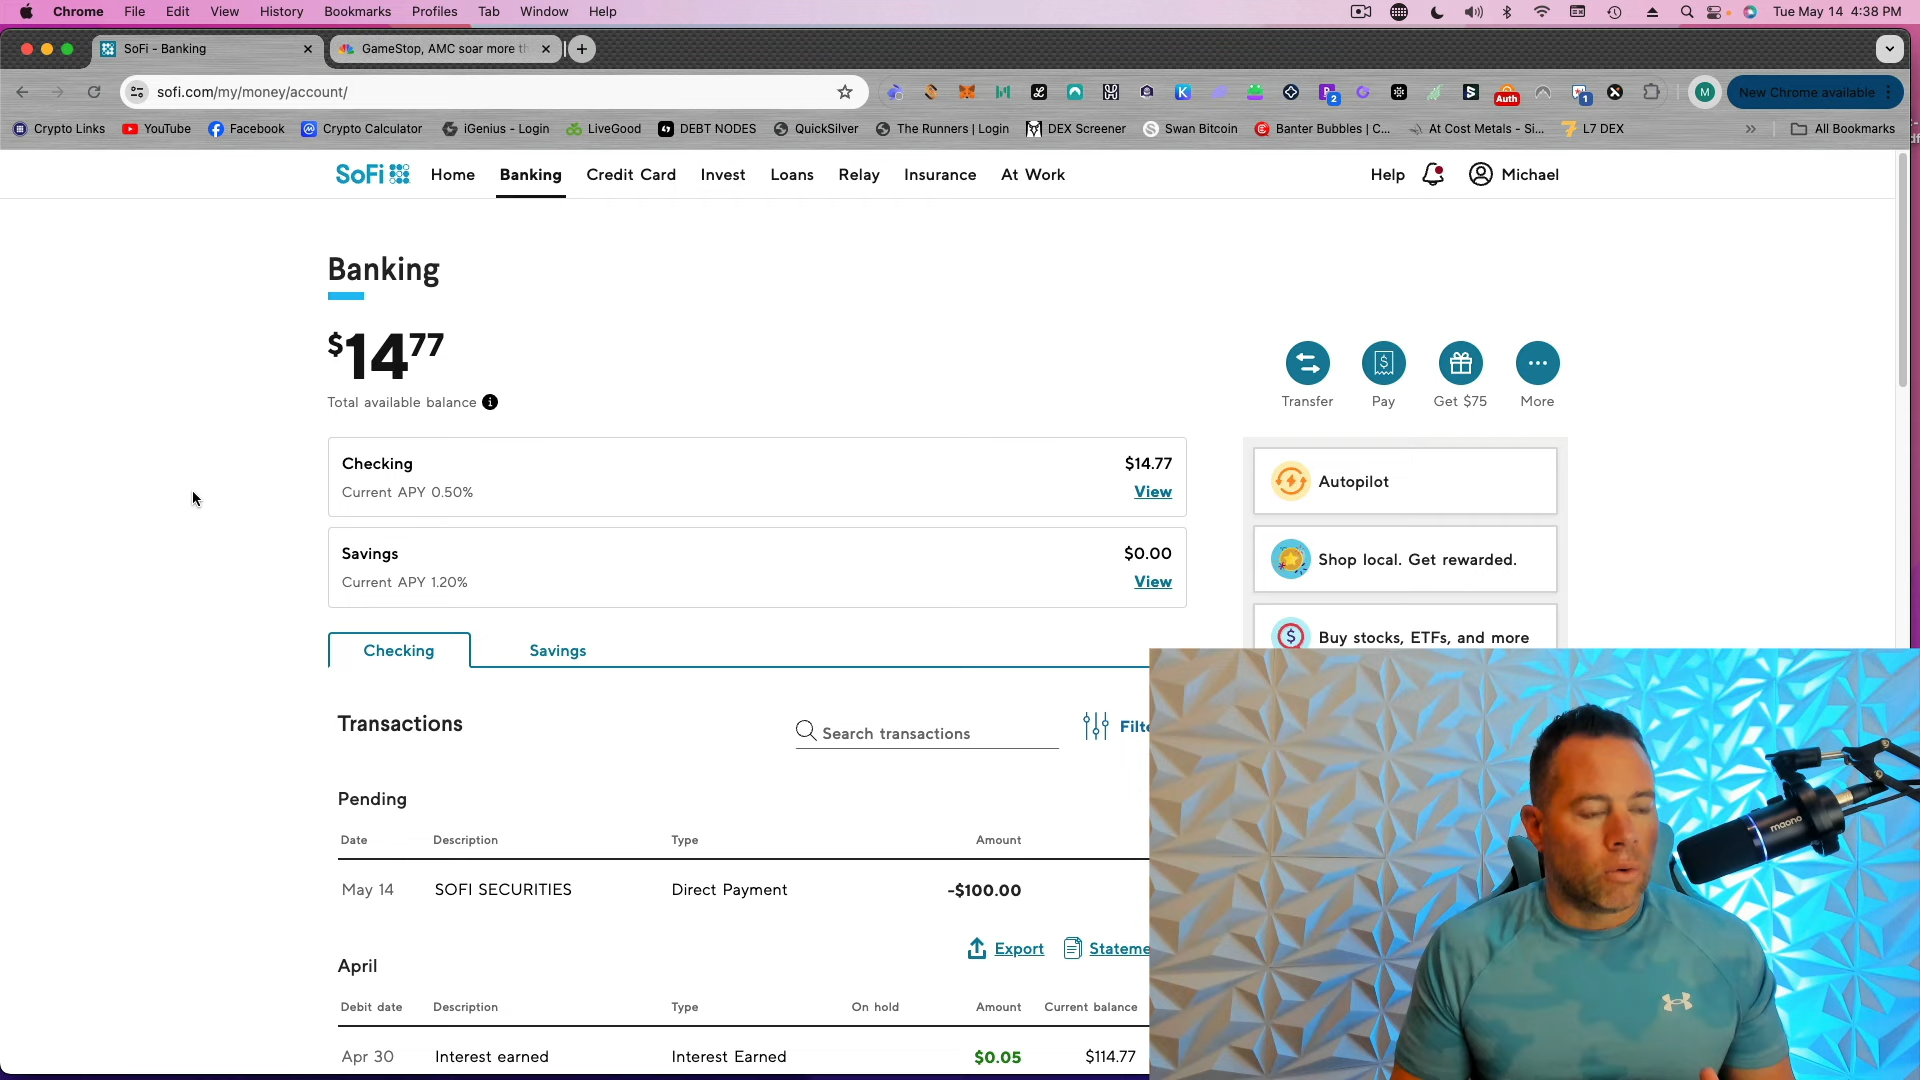 Chrome File Edit View History Bookmarks Profiles Tab Window Help Tue May 14 4:38 PM
SoFi - Banking GameStop, AMC soar more th
sofi.com/my/money/account/ 2 Auth 1 M New Chrome available
Crypto Links YouTube Facebook Crypto Calculator iGenius - Login LiveGood DEBT NODES QuickSilver The Runners | Login DEX Screener Swan Bitcoin Banter Bubbles | C... At Cost Metals - Si... L7 DEX All Bookmarks
SoFi Home Banking Credit Card Invest Loans Relay Insurance At Work Help Michael
Banking
$14.77
Total available balance
Transfer Pay Get $75 More
Checking $14.77
Current APY 0.50% View
Savings $0.00
Current APY 1.20% View
Autopilot
Shop local. Get rewarded.
Buy stocks, ETFs, and more
Checking Savings
Transactions Search transactions Filte
Pending
Date Description Type Amount
May 14 SOFI SECURITIES Direct Payment -$100.00
Export Stateme
April
Debit date Description Type On hold Amount Current balance
Apr 30 Interest earned Interest Earned $0.05 $114.77
maono